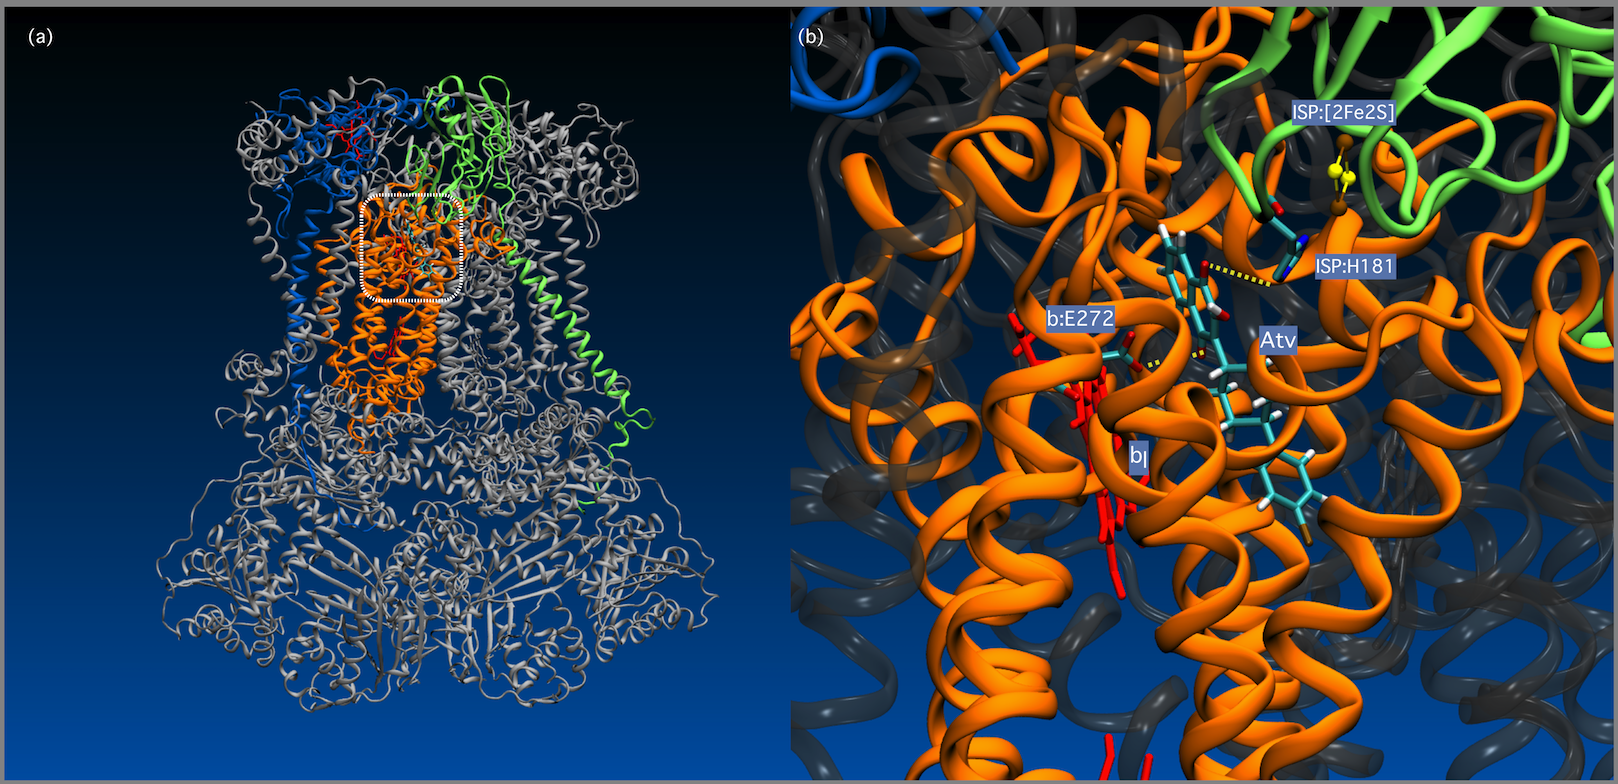 (a)
(b)
ISP:[2Fe2S]
ISP:H181
b:E272
Atv
bl